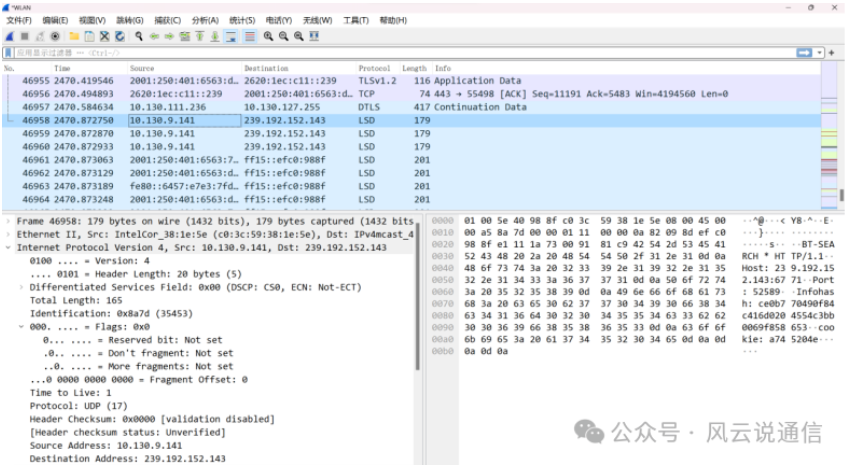 *WLAN
文件(F) 编辑(E) 视图(V) 跳转(G) 捕获(C) 分析(A) 统计(S) 电话(Y) 无线(W) 工具(T) 帮助(H)
应用显示过滤器 … <Ctrl-/>
No. Time Source Destination Protocol Length Info
46955 2470.419546 2001:250:401:6563:d… 2620:1ec:c11::239 TLSv1.2 116 Application Data
46956 2470.494893 2620:1ec:c11::239 2001:250:401:6563:d… TCP 74 443 → 55498 [ACK] Seq=11191 Ack=5483 Win=4194560 Len=0
46957 2470.584634 10.130.111.236 10.130.127.255 DTLS 417 Continuation Data
46958 2470.872750 10.130.9.141 239.192.152.143 LSD 179
46959 2470.872870 10.130.9.141 239.192.152.143 LSD 179
46960 2470.872933 10.130.9.141 239.192.152.143 LSD 179
46961 2470.873063 2001:250:401:6563:7… ff15::efc0:988f LSD 201
46962 2470.873129 2001:250:401:6563:d… ff15::efc0:988f LSD 201
46963 2470.873189 fe80::6457:e7e3:7fd… ff15::efc0:988f LSD 201
46964 2470.873248 2001:250:401:6563:d… ff15::efc0:988f LSD 201
Frame 46958: 179 bytes on wire (1432 bits), 179 bytes captured (1432 bits
Ethernet II, Src: IntelCor_38:1e:5e (c0:3c:59:38:1e:5e), Dst: IPv4mcast_4
Internet Protocol Version 4, Src: 10.130.9.141, Dst: 239.192.152.143
0100 .... = Version: 4
.... 0101 = Header Length: 20 bytes (5)
Differentiated Services Field: 0x00 (DSCP: CS0, ECN: Not-ECT)
Total Length: 165
Identification: 0x8a7d (35453)
000. .... = Flags: 0x0
0... .... = Reserved bit: Not set
.0.. .... = Don't fragment: Not set
..0. .... = More fragments: Not set
...0 0000 0000 0000 = Fragment Offset: 0
Time to Live: 1
Protocol: UDP (17)
Header Checksum: 0x0000 [validation disabled]
[Header checksum status: Unverified]
Source Address: 10.130.9.141
Destination Address: 239.192.152.143
0000 01 00 5e 40 98 8f c0 3c 59 38 1e 5e 08 00 45 00 ··^@···< Y8·^··E·
0010 00 a5 8a 7d 00 00 01 11 00 00 0a 82 09 8d ef c0 ···}···· ········
0020 98 8f e1 11 1a 73 00 91 81 c9 42 54 2d 53 45 41 ·····s·· ··BT-SEA
0030 52 43 48 20 2a 20 48 54 54 50 2f 31 2e 31 0d 0a RCH * HT TP/1.1··
0040 48 6f 73 74 3a 20 32 33 39 2e 31 39 32 2e 31 35 Host: 23 9.192.15
0050 32 2e 31 34 33 3a 36 37 37 31 0d 0a 50 6f 72 74 2.143:67 71··Port
0060 3a 20 35 32 35 38 39 0d 0a 49 6e 66 6f 68 61 73 : 52589· ·Infohas
0070 68 3a 20 63 65 30 62 37 37 30 34 39 30 66 38 34 h: ce0b7 70490f84
0080 63 34 31 36 64 30 32 30 34 35 35 34 63 33 62 62 c416d020 4554c3bb
0090 30 30 36 39 66 38 35 38 36 35 33 0d 0a 63 6f 6f 0069f858 653··coo
00a0 6b 69 65 3a 20 61 37 34 35 32 30 34 65 0d 0a 0d kie: a74 5204e···
00b0 0a 0d 0a ···
公众号 · 风云说通信